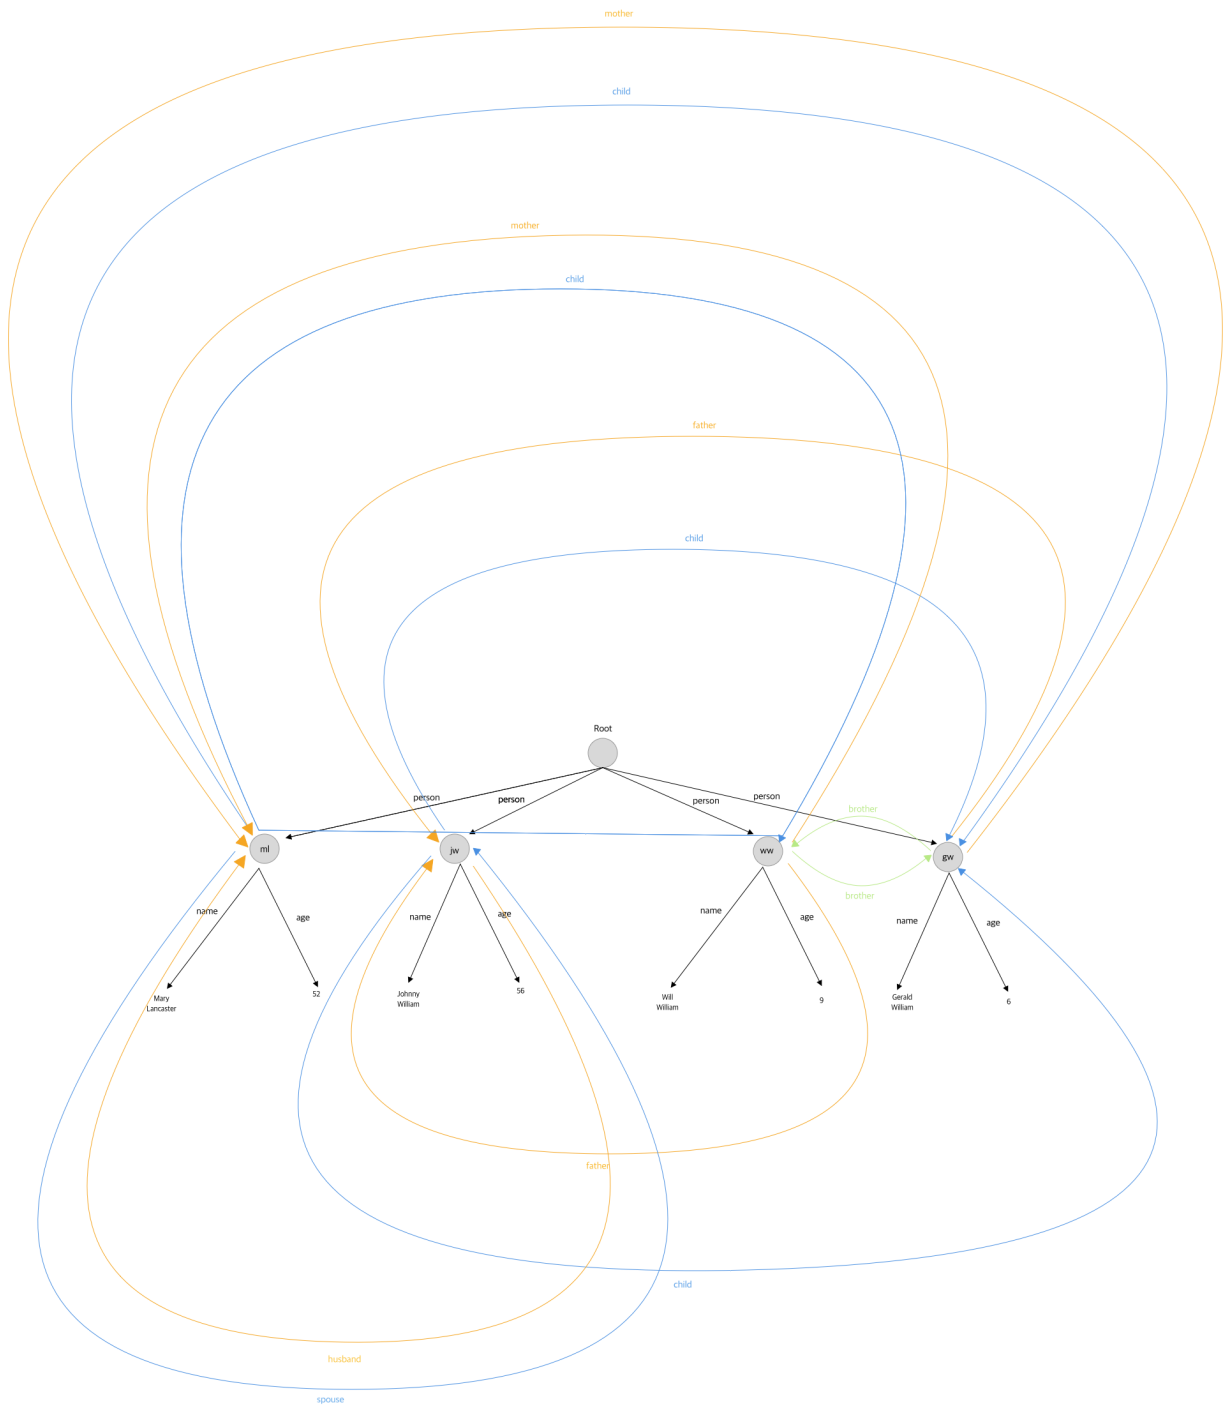 mother
child
mother
child
father
child
Root
person
person
person
person
brother
ml
jw
ww
gw
brother
name
age
name
age
name
age
name
age
Mary
Lancaster
52
Johnny
William
56
Will
William
9
Gerald
William
6
father
child
husband
spouse